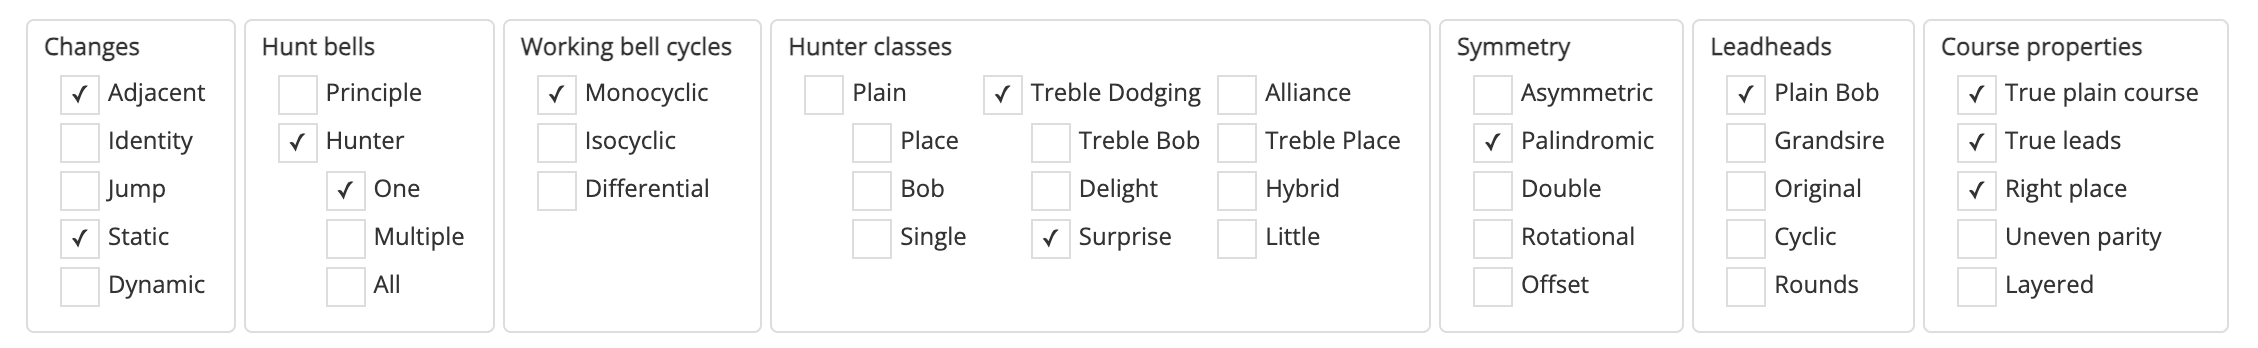 Changes
✓ Adjacent
Identity
Jump
✓ Static
Dynamic
Hunt bells
Principle
✓ Hunter
✓ One
Multiple
All
Working bell cycles
✓ Monocyclic
Isocyclic
Differential
Hunter classes
Plain ✓ Treble Dodging Alliance
Place Treble Bob Treble Place
Bob Delight Hybrid
Single ✓ Surprise Little
Symmetry
Asymmetric
✓ Palindromic
Double
Rotational
Offset
Leadheads
✓ Plain Bob
Grandsire
Original
Cyclic
Rounds
Course properties
✓ True plain course
✓ True leads
✓ Right place
Uneven parity
Layered